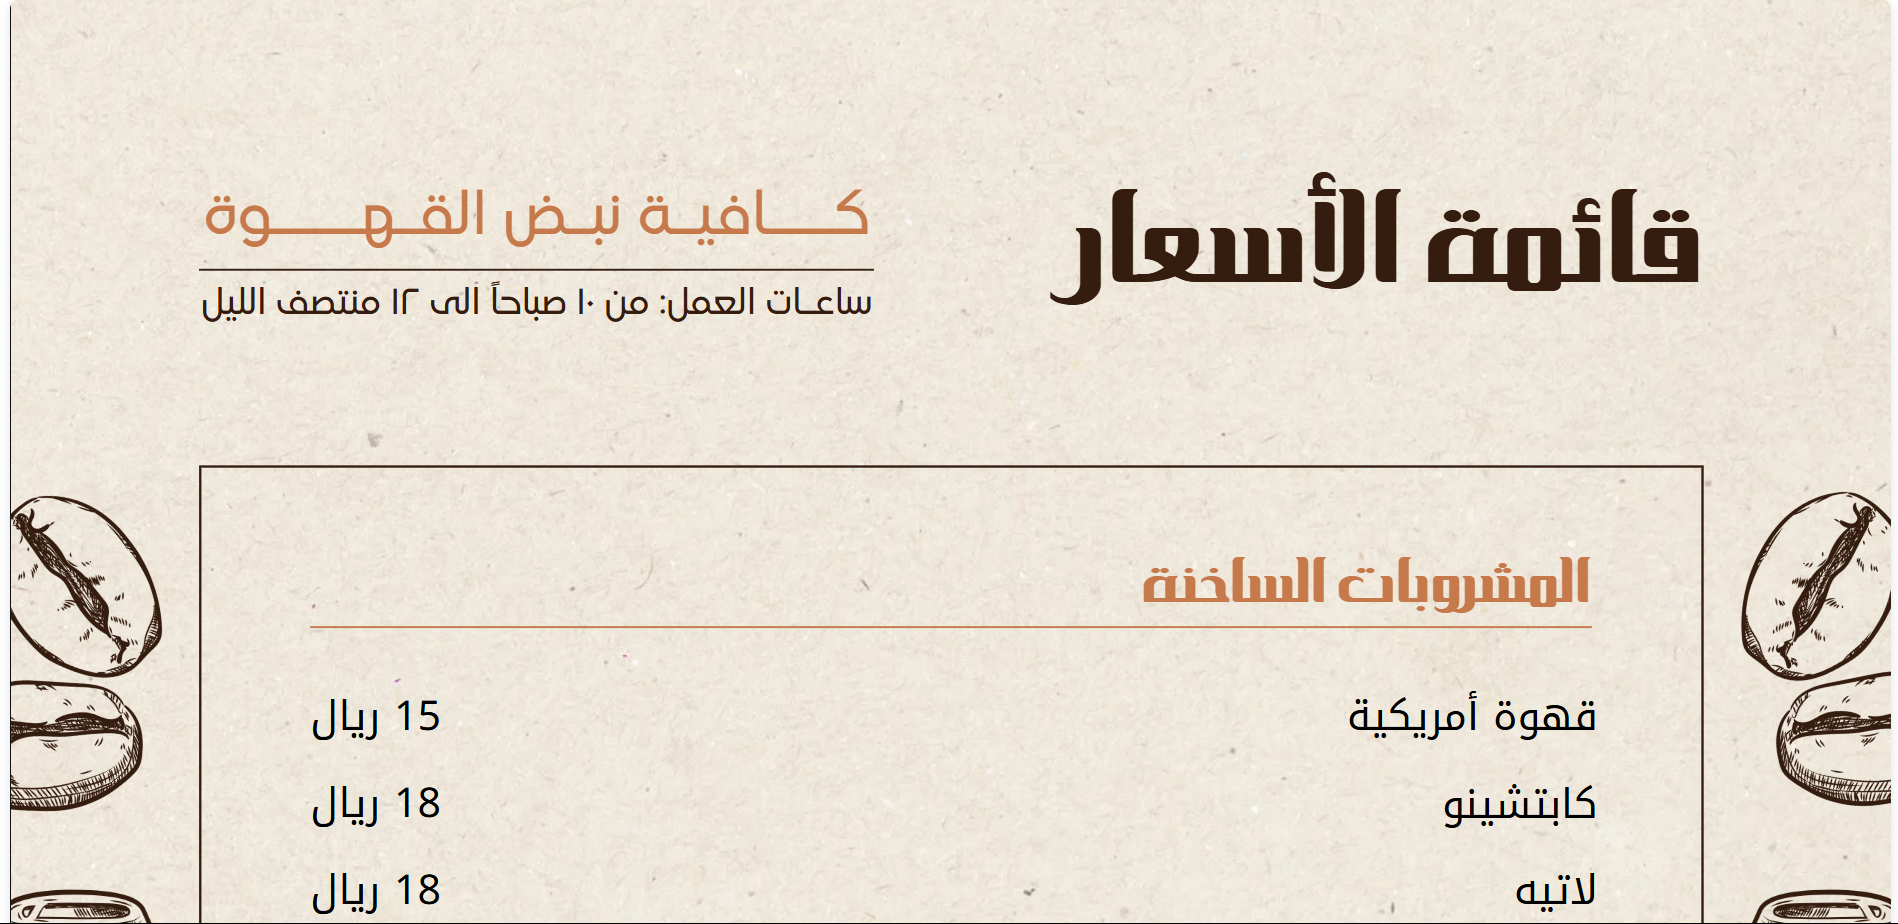 قائمة الأسعار
كـــافيـة نبـض القـهـــوة
ساعـات العمل: من ١٠ صباحاً الى ١٢ منتصف الليل
المشروبات الساخنة
قهوة أمريكية 15 ريال
كابتشينو 18 ريال
لاتيه 18 ريال